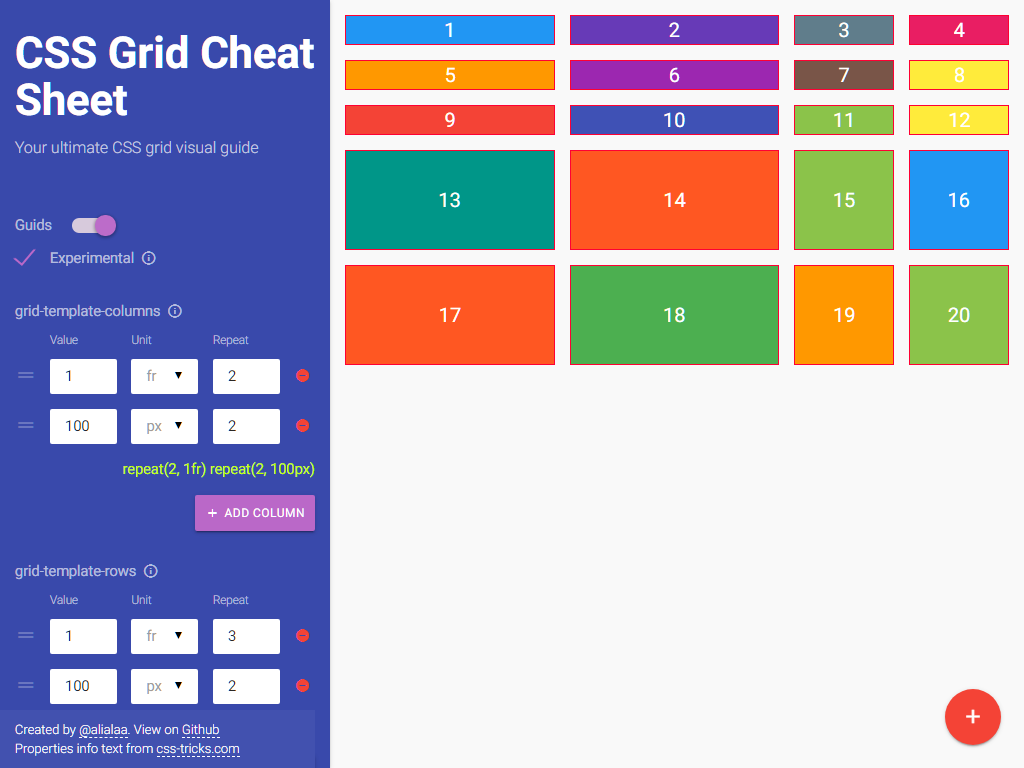 CSS Grid Cheat
Sheet
Your ultimate CSS grid visual guide
Guids
Experimental
grid-template-columns
Value Unit Repeat
1 fr 2
100 px 2
repeat(2, 1fr) repeat(2, 100px)
+ ADD COLUMN
grid-template-rows
Value Unit Repeat
1 fr 3
100 px 2
Created by @alialaa. View on Github
Properties info text from css-tricks.com
1 2 3 4
5 6 7 8
9 10 11 12
13 14 15 16
17 18 19 20
+